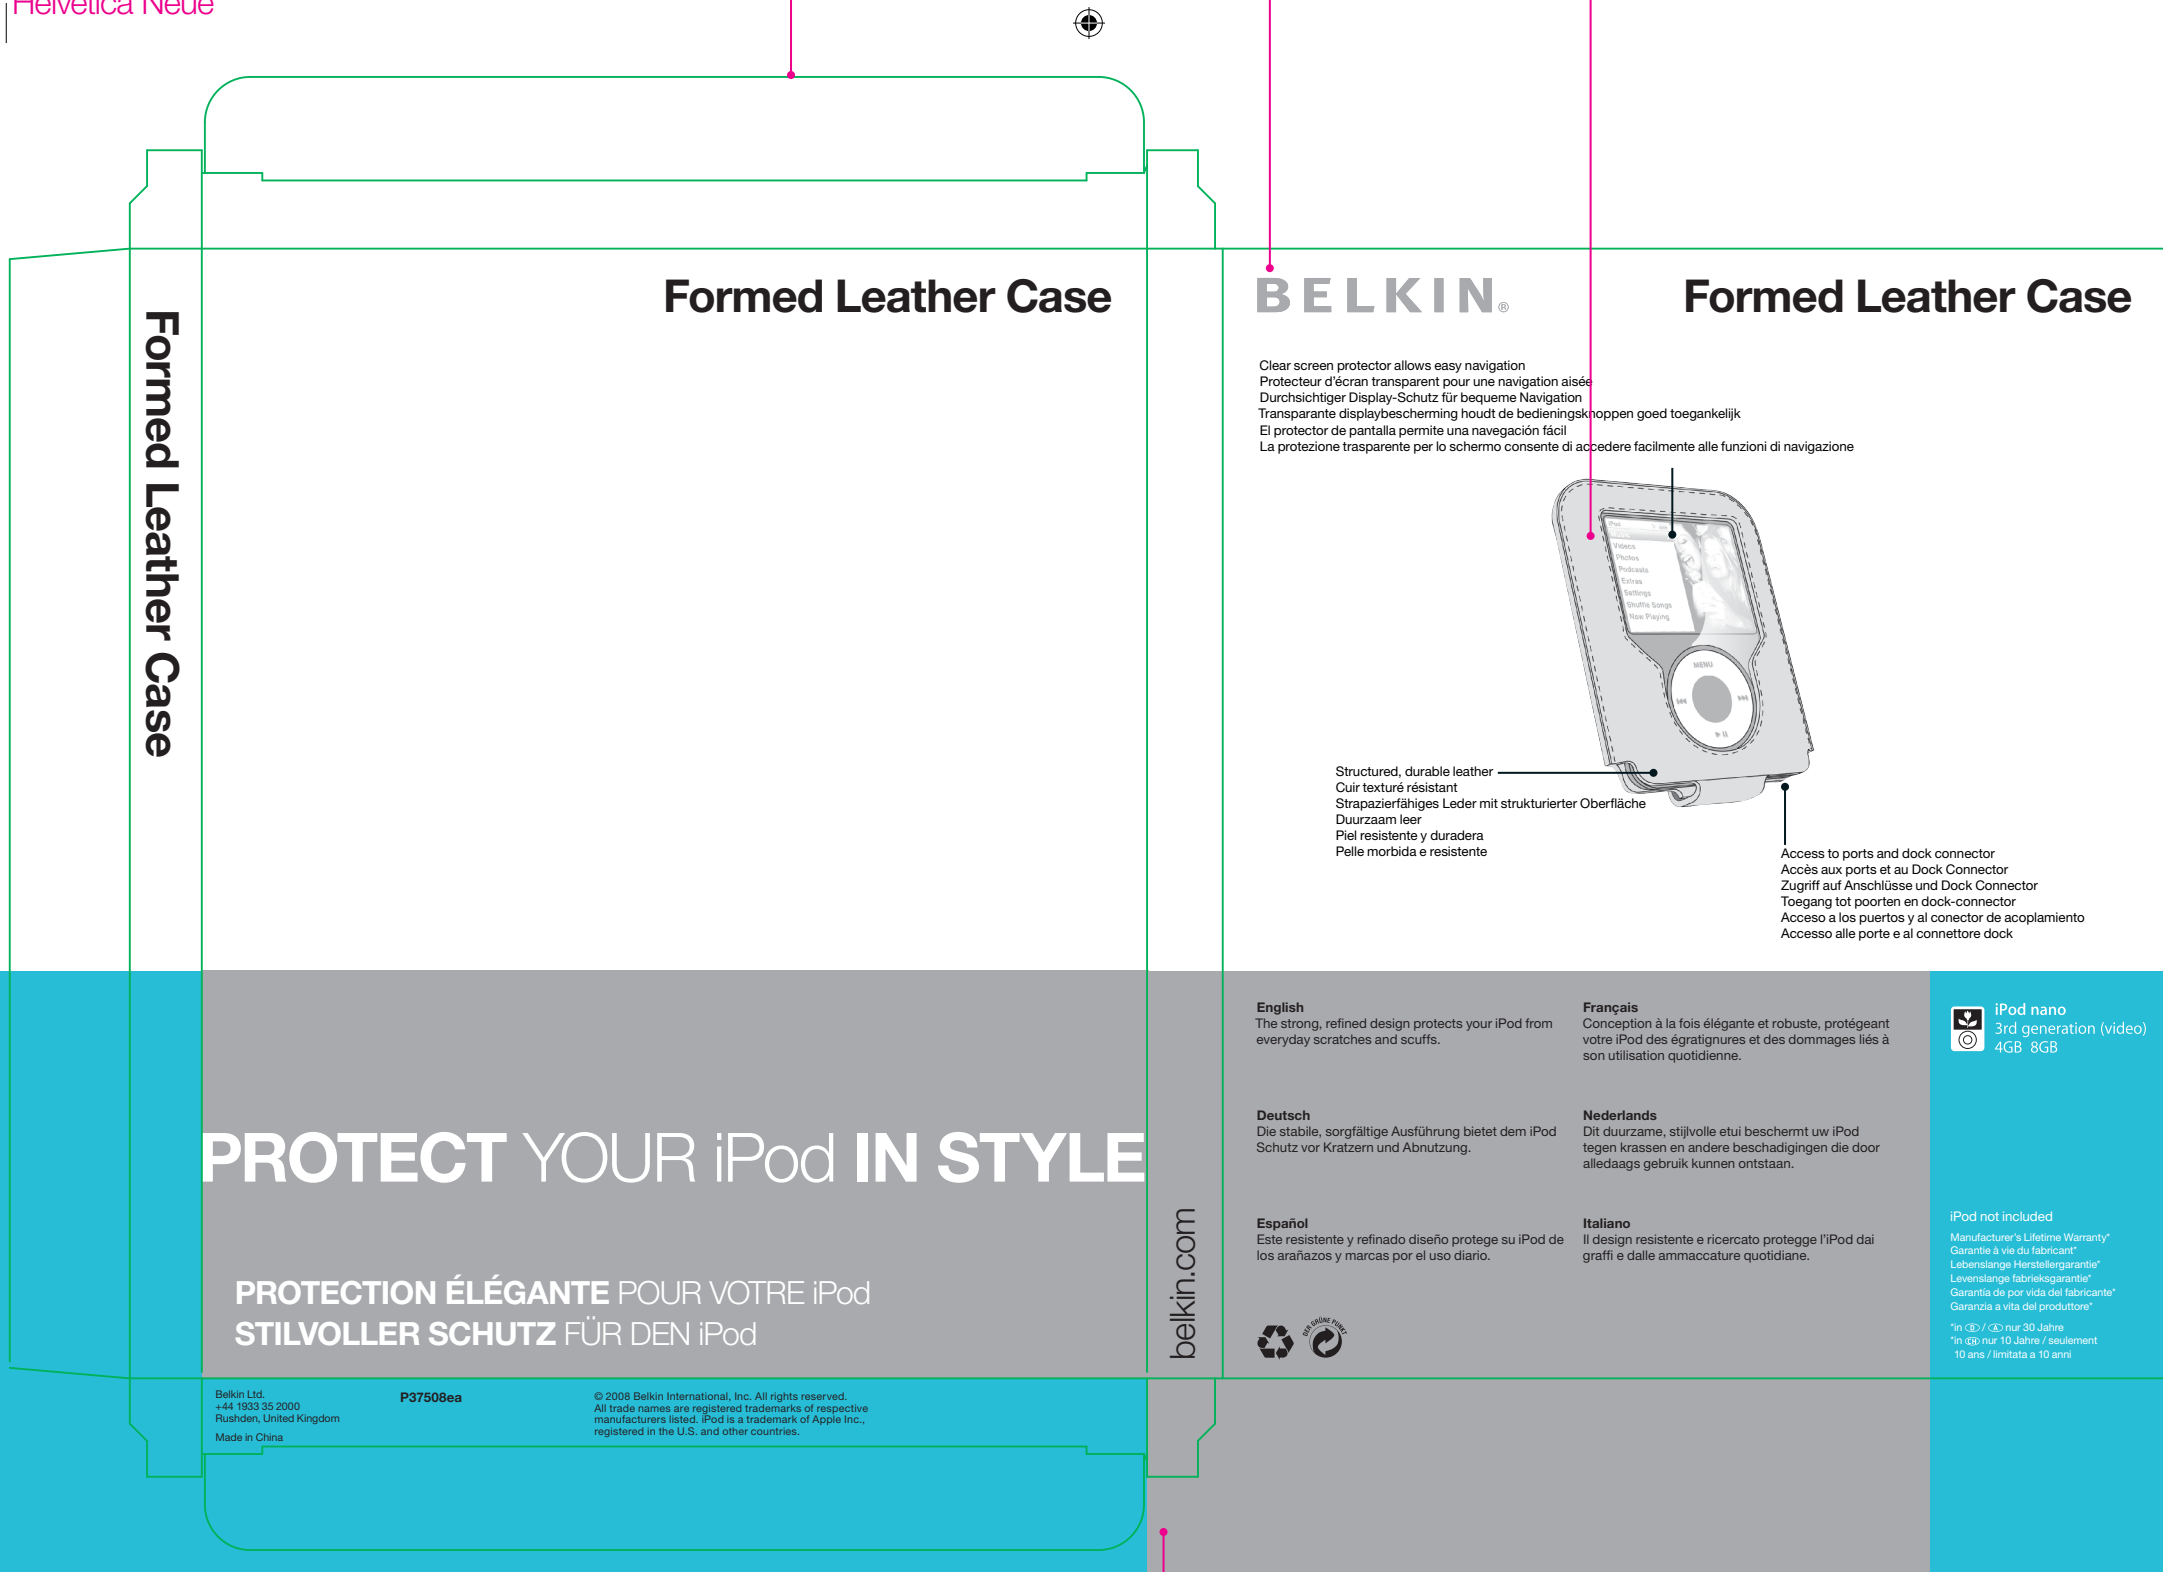 Helvetica Neue
Formed Leather Case
Formed Leather Case
BELKIN®
Formed Leather Case
Clear screen protector allows easy navigation
Protecteur d'écran transparent pour une navigation aisée
Durchsichtiger Display-Schutz für bequeme Navigation
Transparante displaybescherming houdt de bedieningsknoppen goed toegankelijk
El protector de pantalla permite una navegación fácil
La protezione trasparente per lo schermo consente di accedere facilmente alle funzioni di navigazione
iPod
Music
Videos
Photos
Podcasts
Extras
Settings
Shuffle Songs
Now Playing
MENU
Structured, durable leather
Cuir texturé résistant
Strapazierfähiges Leder mit strukturierter Oberfläche
Duurzaam leer
Piel resistente y duradera
Pelle morbida e resistente
Access to ports and dock connector
Accès aux ports et au Dock Connector
Zugriff auf Anschlüsse und Dock Connector
Toegang tot poorten en dock-connector
Acceso a los puertos y al conector de acoplamiento
Accesso alle porte e al connettore dock
PROTECT YOUR iPod IN STYLE
PROTECTION ÉLÉGANTE POUR VOTRE iPod
STILVOLLER SCHUTZ FÜR DEN iPod
belkin.com
English
The strong, refined design protects your iPod from
everyday scratches and scuffs.
Français
Conception à la fois élégante et robuste, protégeant
votre iPod des égratignures et des dommages liés à
son utilisation quotidienne.
Deutsch
Die stabile, sorgfältige Ausführung bietet dem iPod
Schutz vor Kratzern und Abnutzung.
Nederlands
Dit duurzame, stijlvolle etui beschermt uw iPod
tegen krassen en andere beschadigingen die door
alledaags gebruik kunnen ontstaan.
Español
Este resistente y refinado diseño protege su iPod de
los arañazos y marcas por el uso diario.
Italiano
Il design resistente e ricercato protegge l'iPod dai
graffi e dalle ammaccature quotidiane.
DER GRÜNE PUNKT
iPod nano
3rd generation (video)
4GB 8GB
iPod not included
Manufacturer's Lifetime Warranty*
Garantie à vie du fabricant*
Lebenslange Herstellergarantie*
Levenslange fabrieksgarantie*
Garantía de por vida del fabricante*
Garanzia a vita del produttore*
*in D / A nur 30 Jahre
*in CH nur 10 Jahre / seulement
10 ans / limitata a 10 anni
Belkin Ltd.
+44 1933 35 2000
Rushden, United Kingdom
Made in China
P37508ea
© 2008 Belkin International, Inc. All rights reserved.
All trade names are registered trademarks of respective
manufacturers listed. iPod is a trademark of Apple Inc.,
registered in the U.S. and other countries.